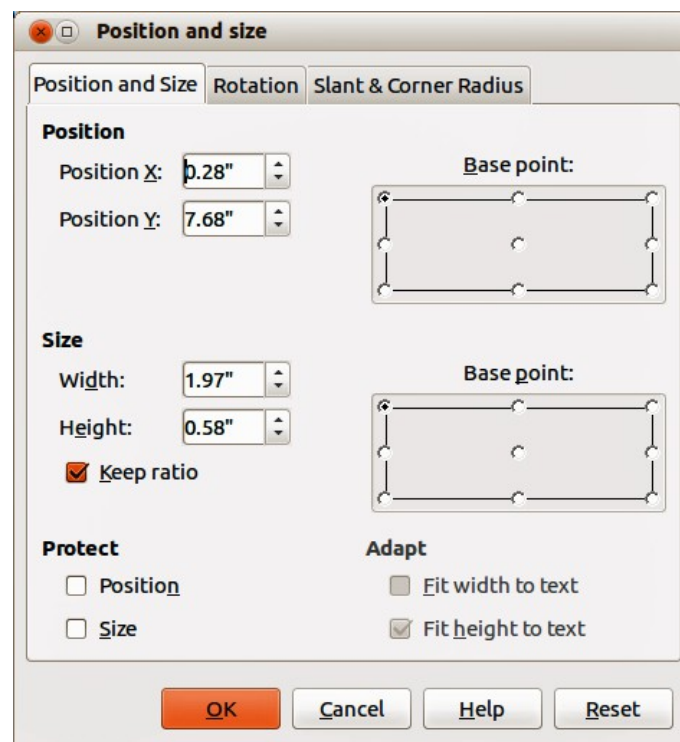 Position and size
Position and Size Rotation Slant & Corner Radius
Position
Position X: 0.28"
Base point:
Position Y: 7.68"
Size
Width: 1.97"
Base point:
Height: 0.58"
Keep ratio
Protect
Adapt
Position
Fit width to text
Size
Fit height to text
OK Cancel Help Reset